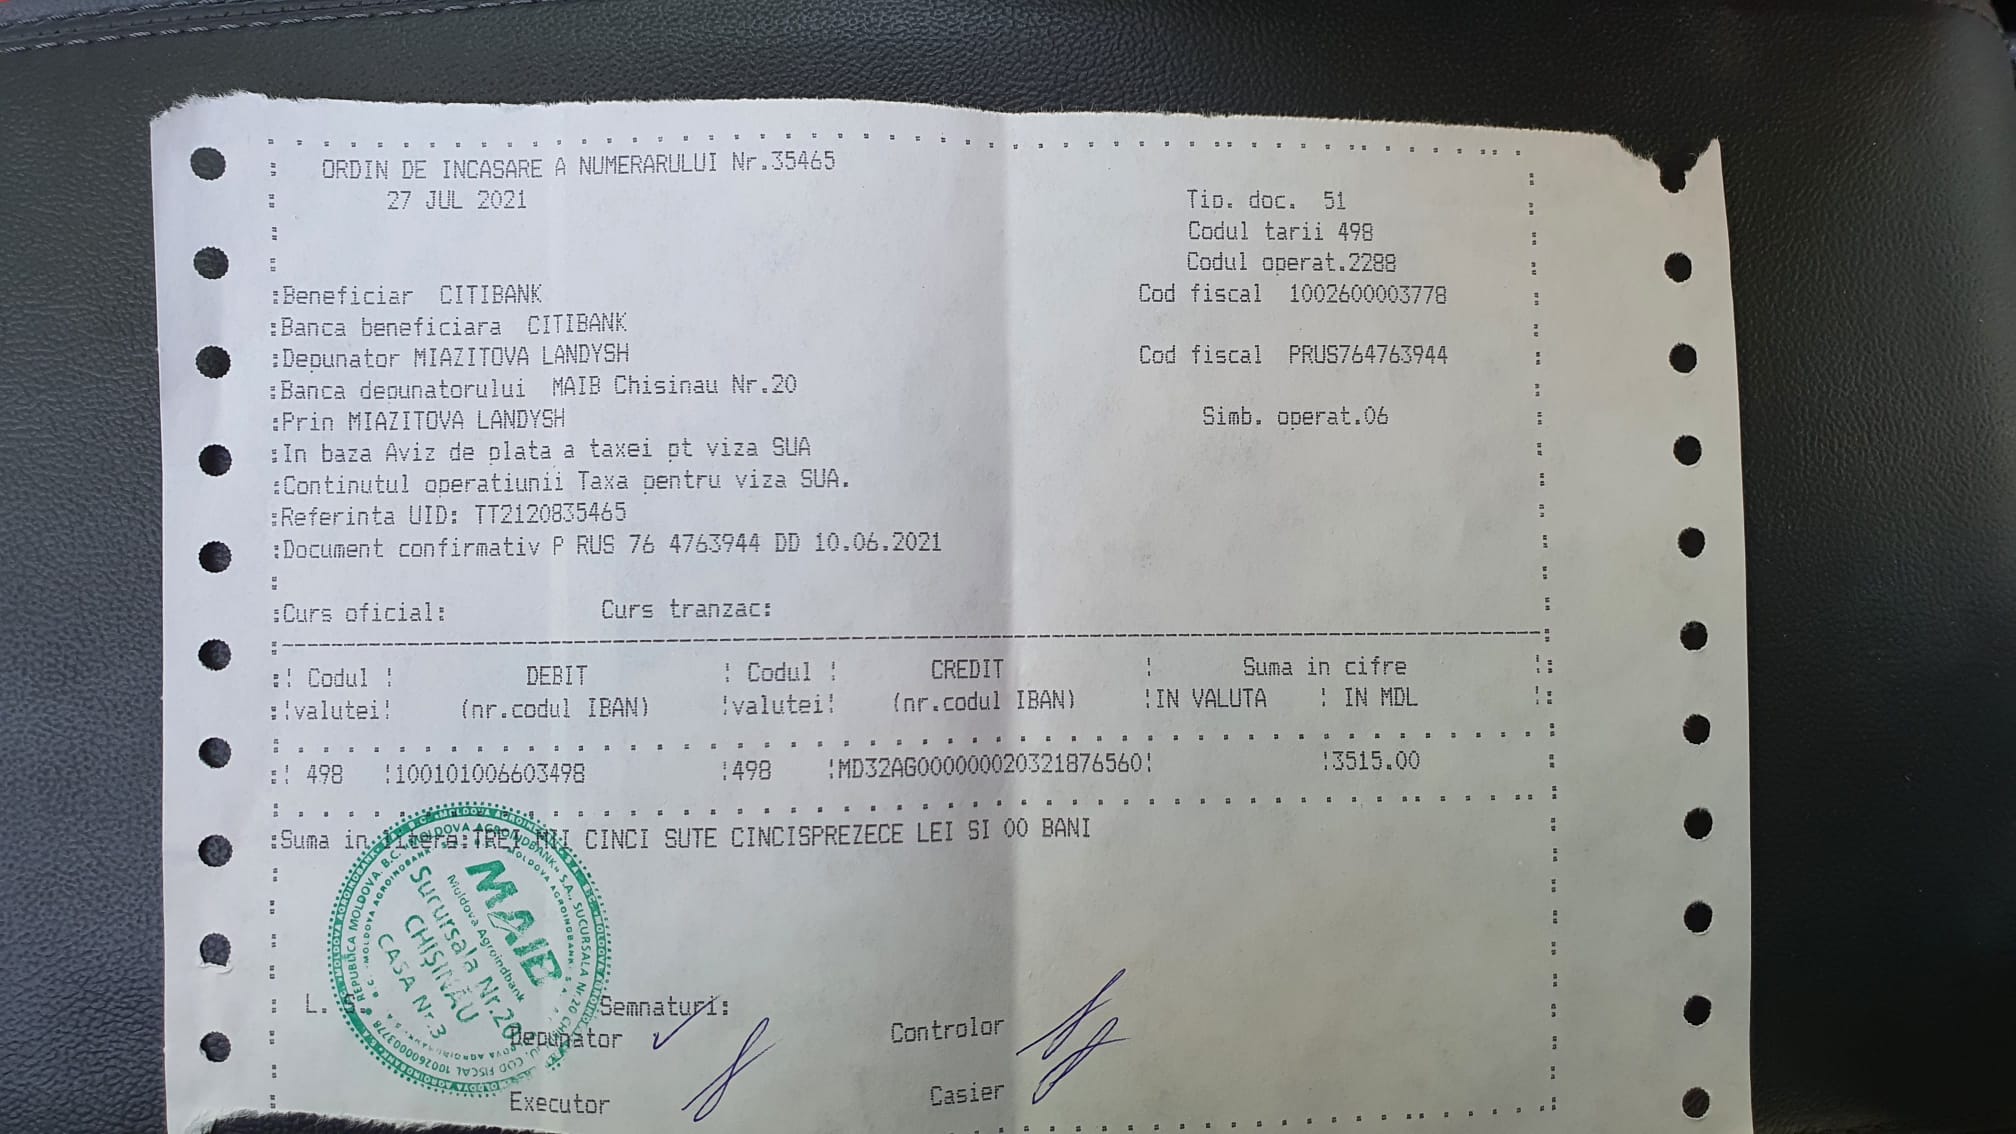 ORDIN DE INCASARE A NUMERARULUI Nr.35465
27 JUL 2021
Tip. doc. 51
Codul tarii 498
Codul operat.2288
:Beneficiar CITIBANK Cod fiscal 1002600003778
:Banca beneficiara CITIBANK
:Depunator MIAZITOVA LANDYSH Cod fiscal PRUS764763944
:Banca depunatorului MAIB Chisinau Nr.20
:Prin MIAZITOVA LANDYSH Simb. operat.06
:In baza Aviz de plata a taxei pt viza SUA
:Continutul operatiunii Taxa pentru viza SUA.
:Referinta UID: TT2120835465
:Document confirmativ P RUS 76 4763944 DD 10.06.2021
:Curs oficial: Curs tranzac:
:! Codul ! DEBIT ! Codul ! CREDIT ! Suma in cifre !:
:!valutei! (nr.codul IBAN) !valutei! (nr.codul IBAN) !IN VALUTA ! IN MDL !:
:! 498 !100101006603498 !498 !MD32AG000000020321876560! !3515.00
:Suma in litera:TREI MII CINCI SUTE CINCISPREZECE LEI SI 00 BANI
MAIB
Moldova Agroindbank
Sucursala Nr.20
CHIȘINĂU
CASA Nr.3
REPUBLICA MOLDOVA, B.C. "MOLDOVA AGROINDBANK" S.A., SUCURSALA Nr.20
COD FISCAL 1002600003778
L. S. Semnaturi:
Depunator Controlor
Executor Casier